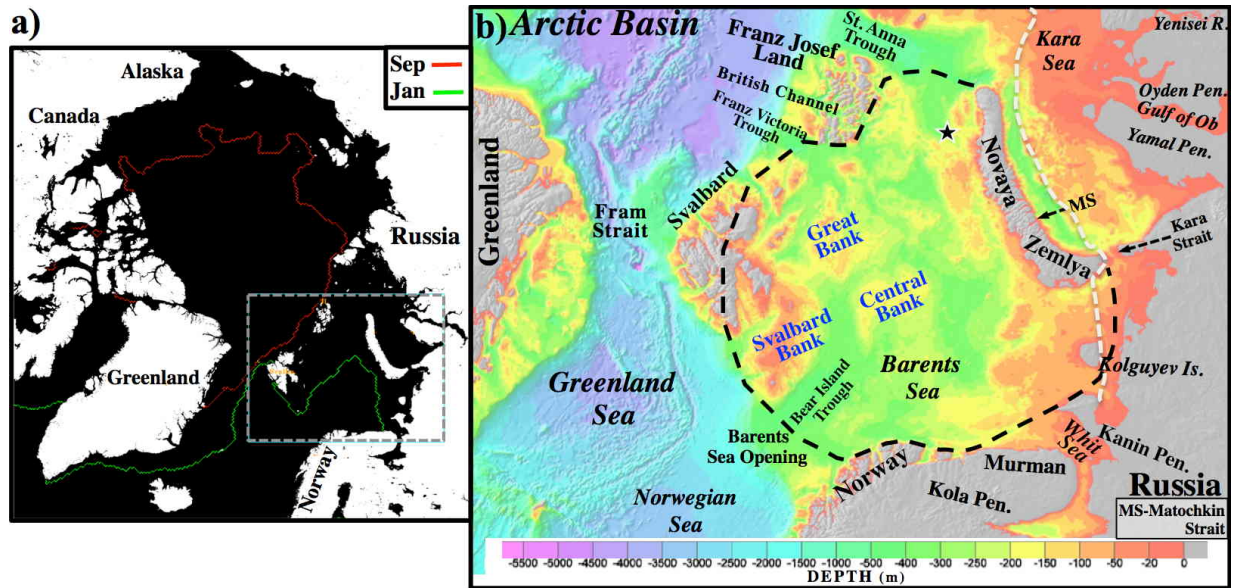 a)
Sep
Jan
Alaska
Canada
Russia
Greenland
Norway
b)
Arctic Basin
Franz Josef
Land
St. Anna
Trough
Kara
Sea
Yenisei R.
British Channel
Franz Victoria
Trough
Oyden Pen.
Gulf of Ob
Yamal Pen.
Greenland
Fram
Strait
Svalbard
Novaya
Zemlya
MS
Kara
Strait
Great
Bank
Central
Bank
Svalbard
Bank
Barents
Sea
Kolguyev Is.
Greenland
Sea
Bear Island
Trough
Barents
Sea Opening
Norwegian
Sea
Norway
Murman
Kola Pen.
Whit
Sea
Kanin Pen.
Russia
MS-Matochkin
Strait
-5500 -5000 -4500 -4000 -3500 -3000 -2500 -2000 -1500 -1000 -500 -350 -300 -250 -200 -150 -100 -50 -20 0
DEPTH (m)